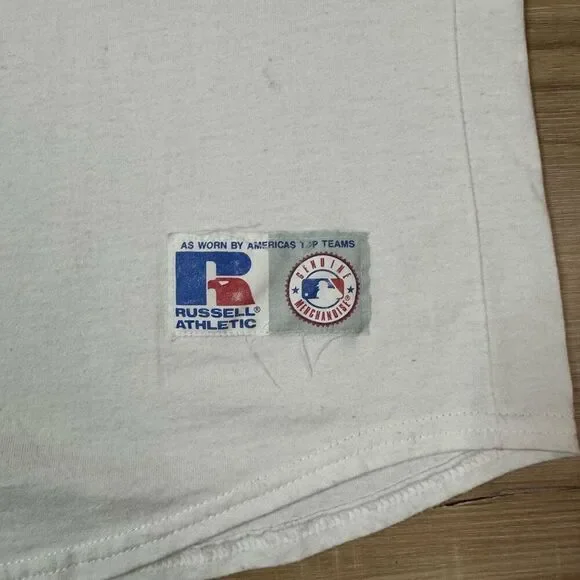 AS WORN BY AMERICAS TOP TEAMS
RUSSELL®
ATHLETIC
GENUINE
MERCHANDISE®